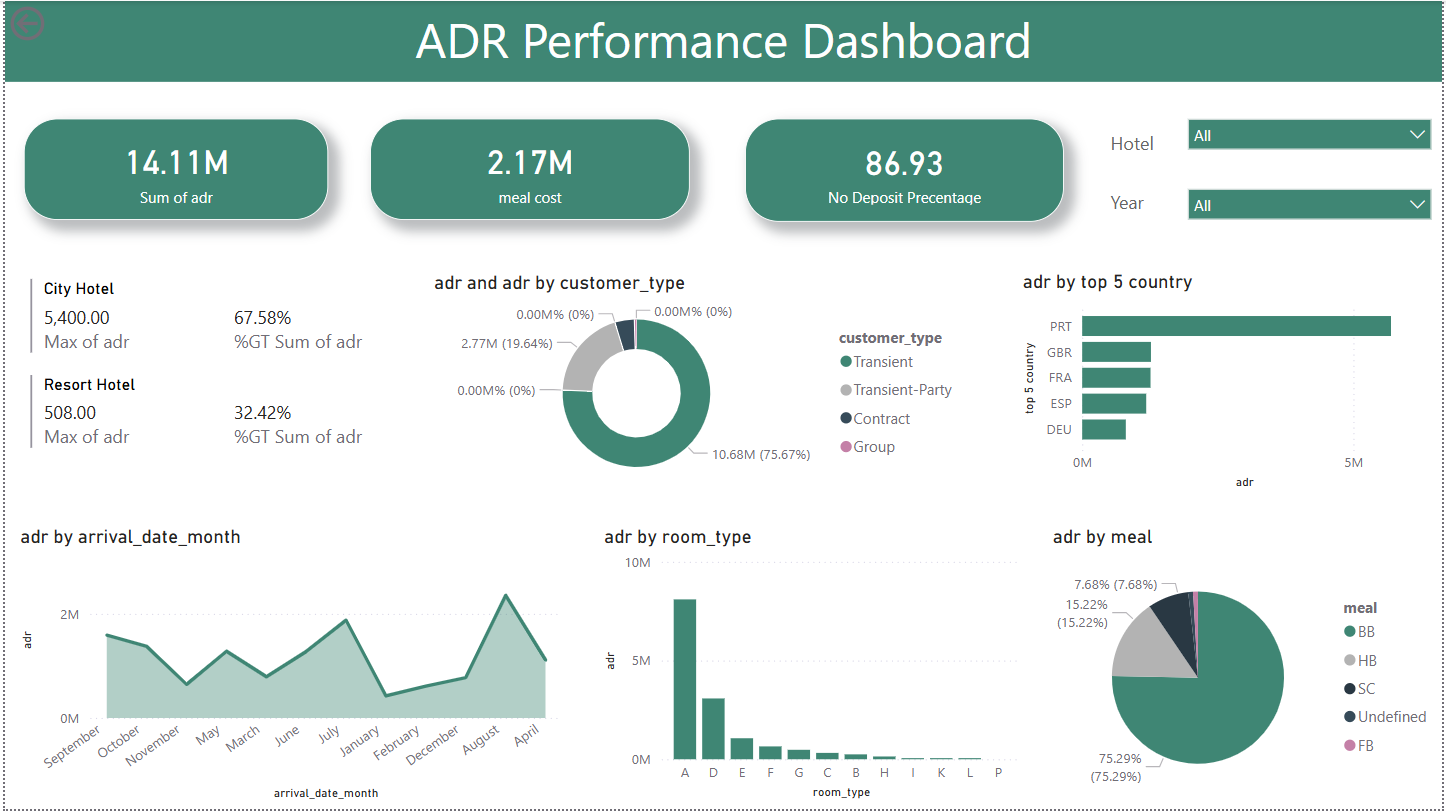 ADR Performance Dashboard
14.11M
Sum of adr
2.17M
meal cost
86.93
No Deposit Precentage
Hotel
All
Year
All
City Hotel
5,400.00
67.58%
Max of adr
%GT Sum of adr
Resort Hotel
508.00
32.42%
Max of adr
%GT Sum of adr
adr and adr by customer_type
0.00M% (0%)
0.00M% (0%)
2.77M (19.64%)
0.00M% (0%)
10.68M (75.67%)
customer_type
Transient
Transient-Party
Contract
Group
adr by top 5 country
top 5 country
PRT
GBR
FRA
ESP
DEU
0M
5M
adr
adr by arrival_date_month
adr
2M
0M
September
October
November
May
March
June
July
January
February
December
August
April
arrival_date_month
adr by room_type
adr
10M
5M
0M
A
D
E
F
G
C
B
H
I
K
L
P
room_type
adr by meal
7.68% (7.68%)
15.22%
(15.22%)
75.29%
(75.29%)
meal
BB
HB
SC
Undefined
FB